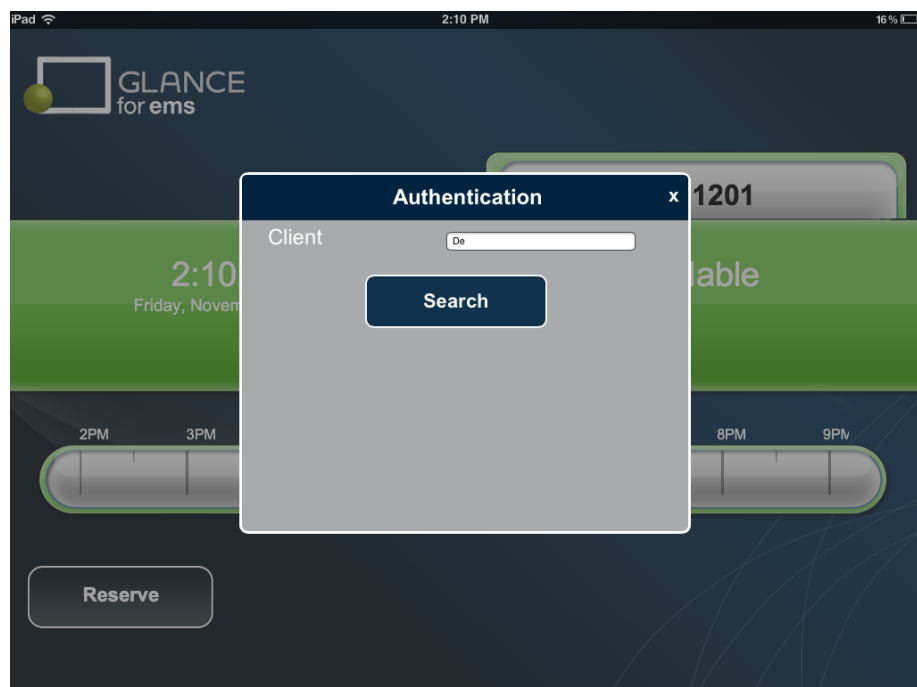 iPad 2:10 PM 16%
GLANCE
for ems
1201
Authentication x
Client De
2:10 lable
Friday, Novem
Search
2PM 3PM 8PM 9PM
Reserve